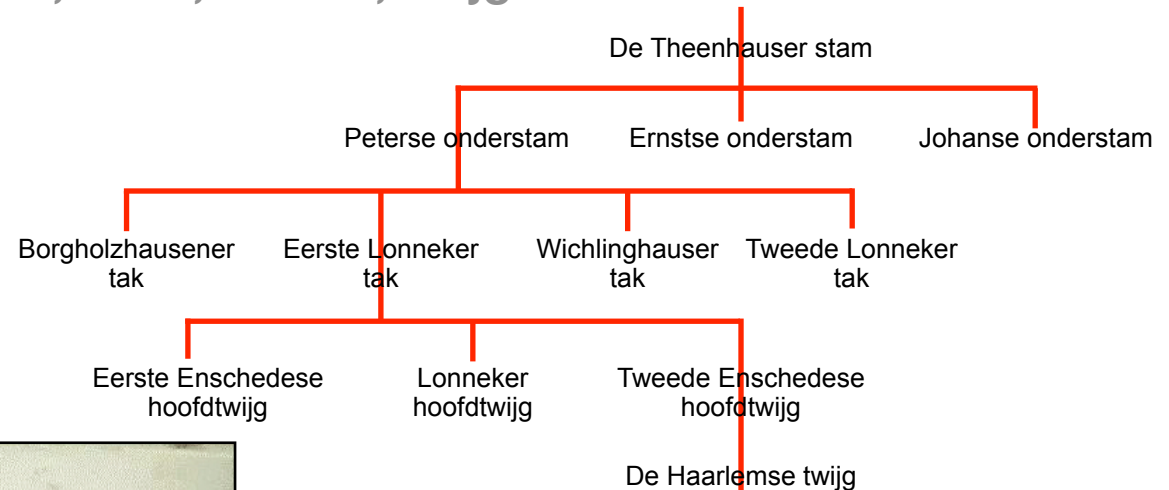 De Theenhauser stam
Peterse onderstam Ernstse onderstam Johanse onderstam
Borgholzhausener Eerste Lonneker Wichlinghauser Tweede Lonneker
tak tak tak tak
Eerste Enschedese Lonneker Tweede Enschedese
hoofdtwijg hoofdtwijg hoofdtwijg
De Haarlemse twijg